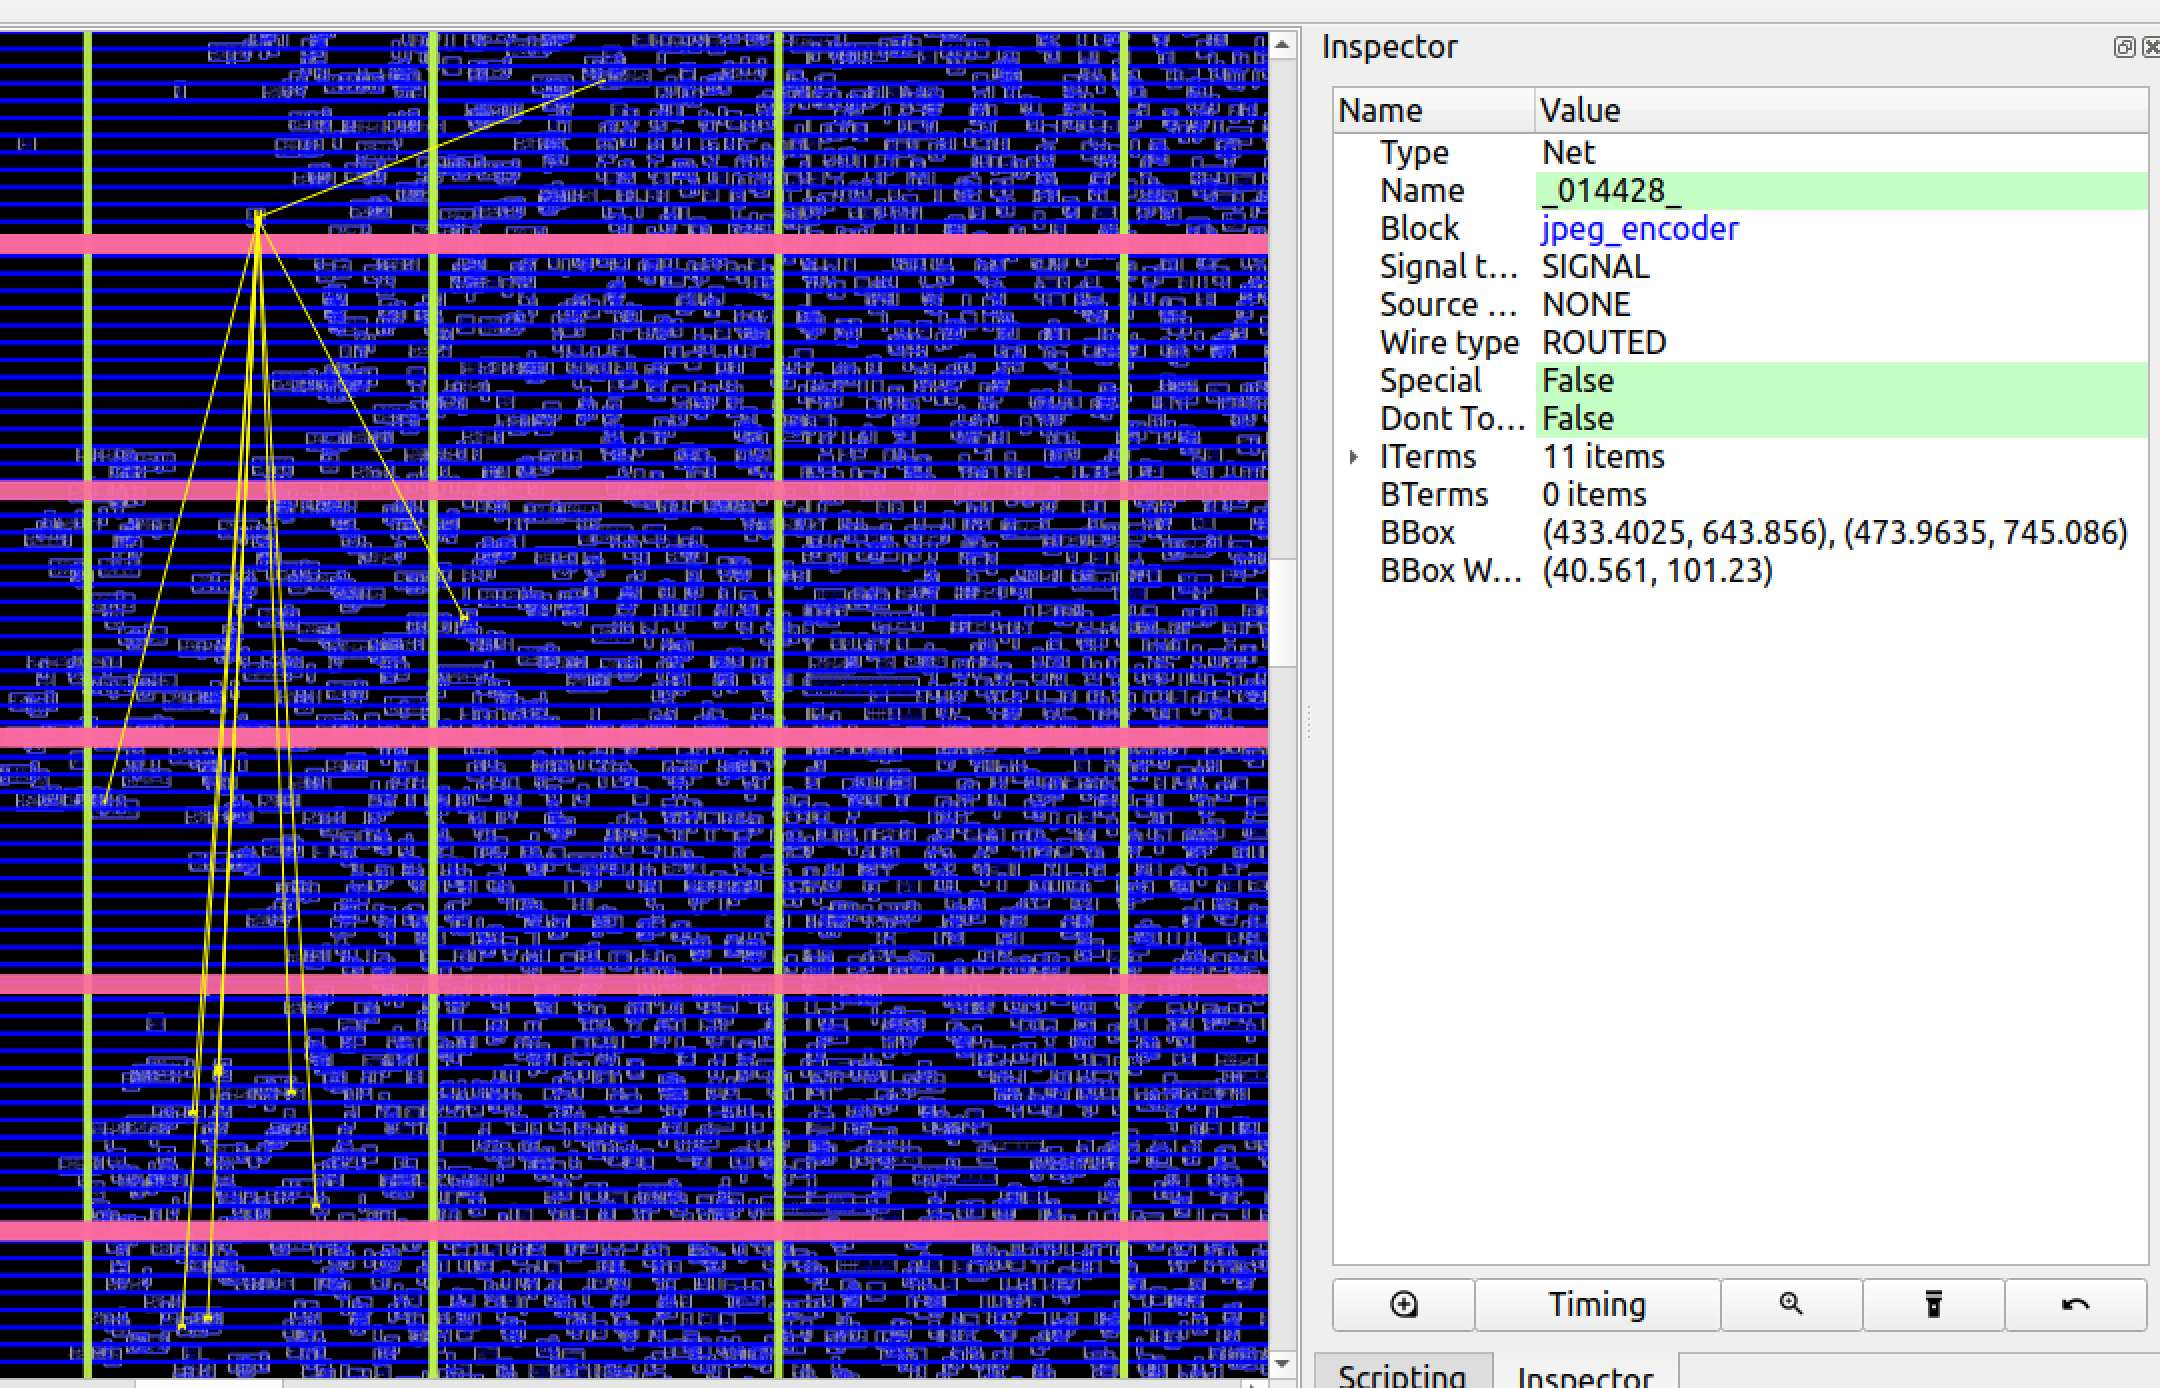 Inspector
Name Value
Type Net
Name _014428_
Block jpeg_encoder
Signal t... SIGNAL
Source ... NONE
Wire type ROUTED
Special False
Dont To... False
ITerms 11 items
BTerms 0 items
BBox (433.4025, 643.856), (473.9635, 745.086)
BBox W... (40.561, 101.23)
Timing
Scripting Inspector